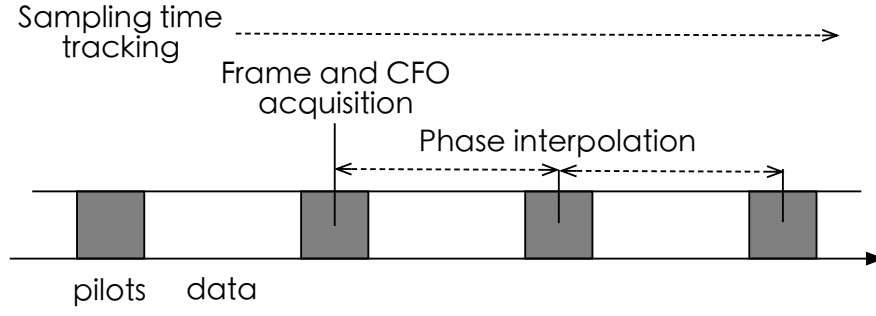 Sampling time
tracking
Frame and CFO
acquisition
Phase interpolation
pilots data